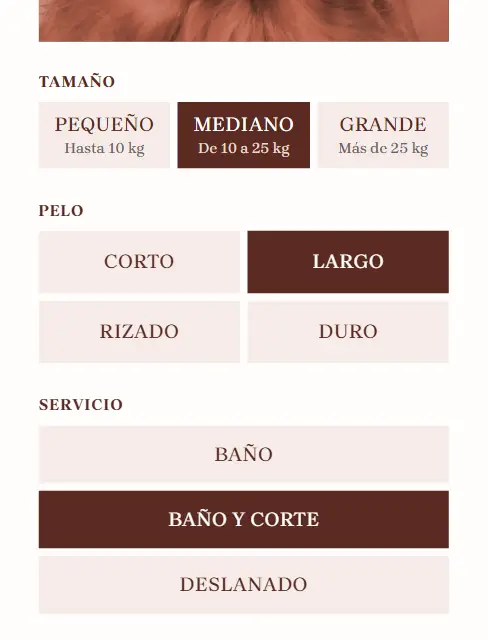 TAMAÑO
PEQUEÑO MEDIANO GRANDE
Hasta 10 kg De 10 a 25 kg Más de 25 kg
PELO
CORTO LARGO
RIZADO DURO
SERVICIO
BAÑO
BAÑO Y CORTE
DESLANADO